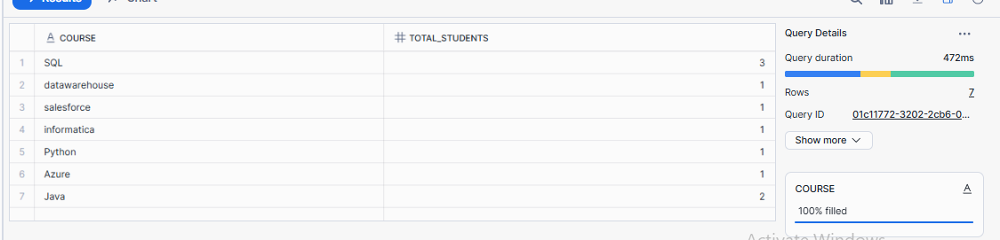 Results Chart
COURSE TOTAL_STUDENTS
1 SQL 3
2 datawarehouse 1
3 salesforce 1
4 informatica 1
5 Python 1
6 Azure 1
7 Java 2
Query Details ...
Query duration 472ms
Rows 7
Query ID 01c11772-3202-2cb6-0...
Show more
COURSE A
100% filled
Activate Windows